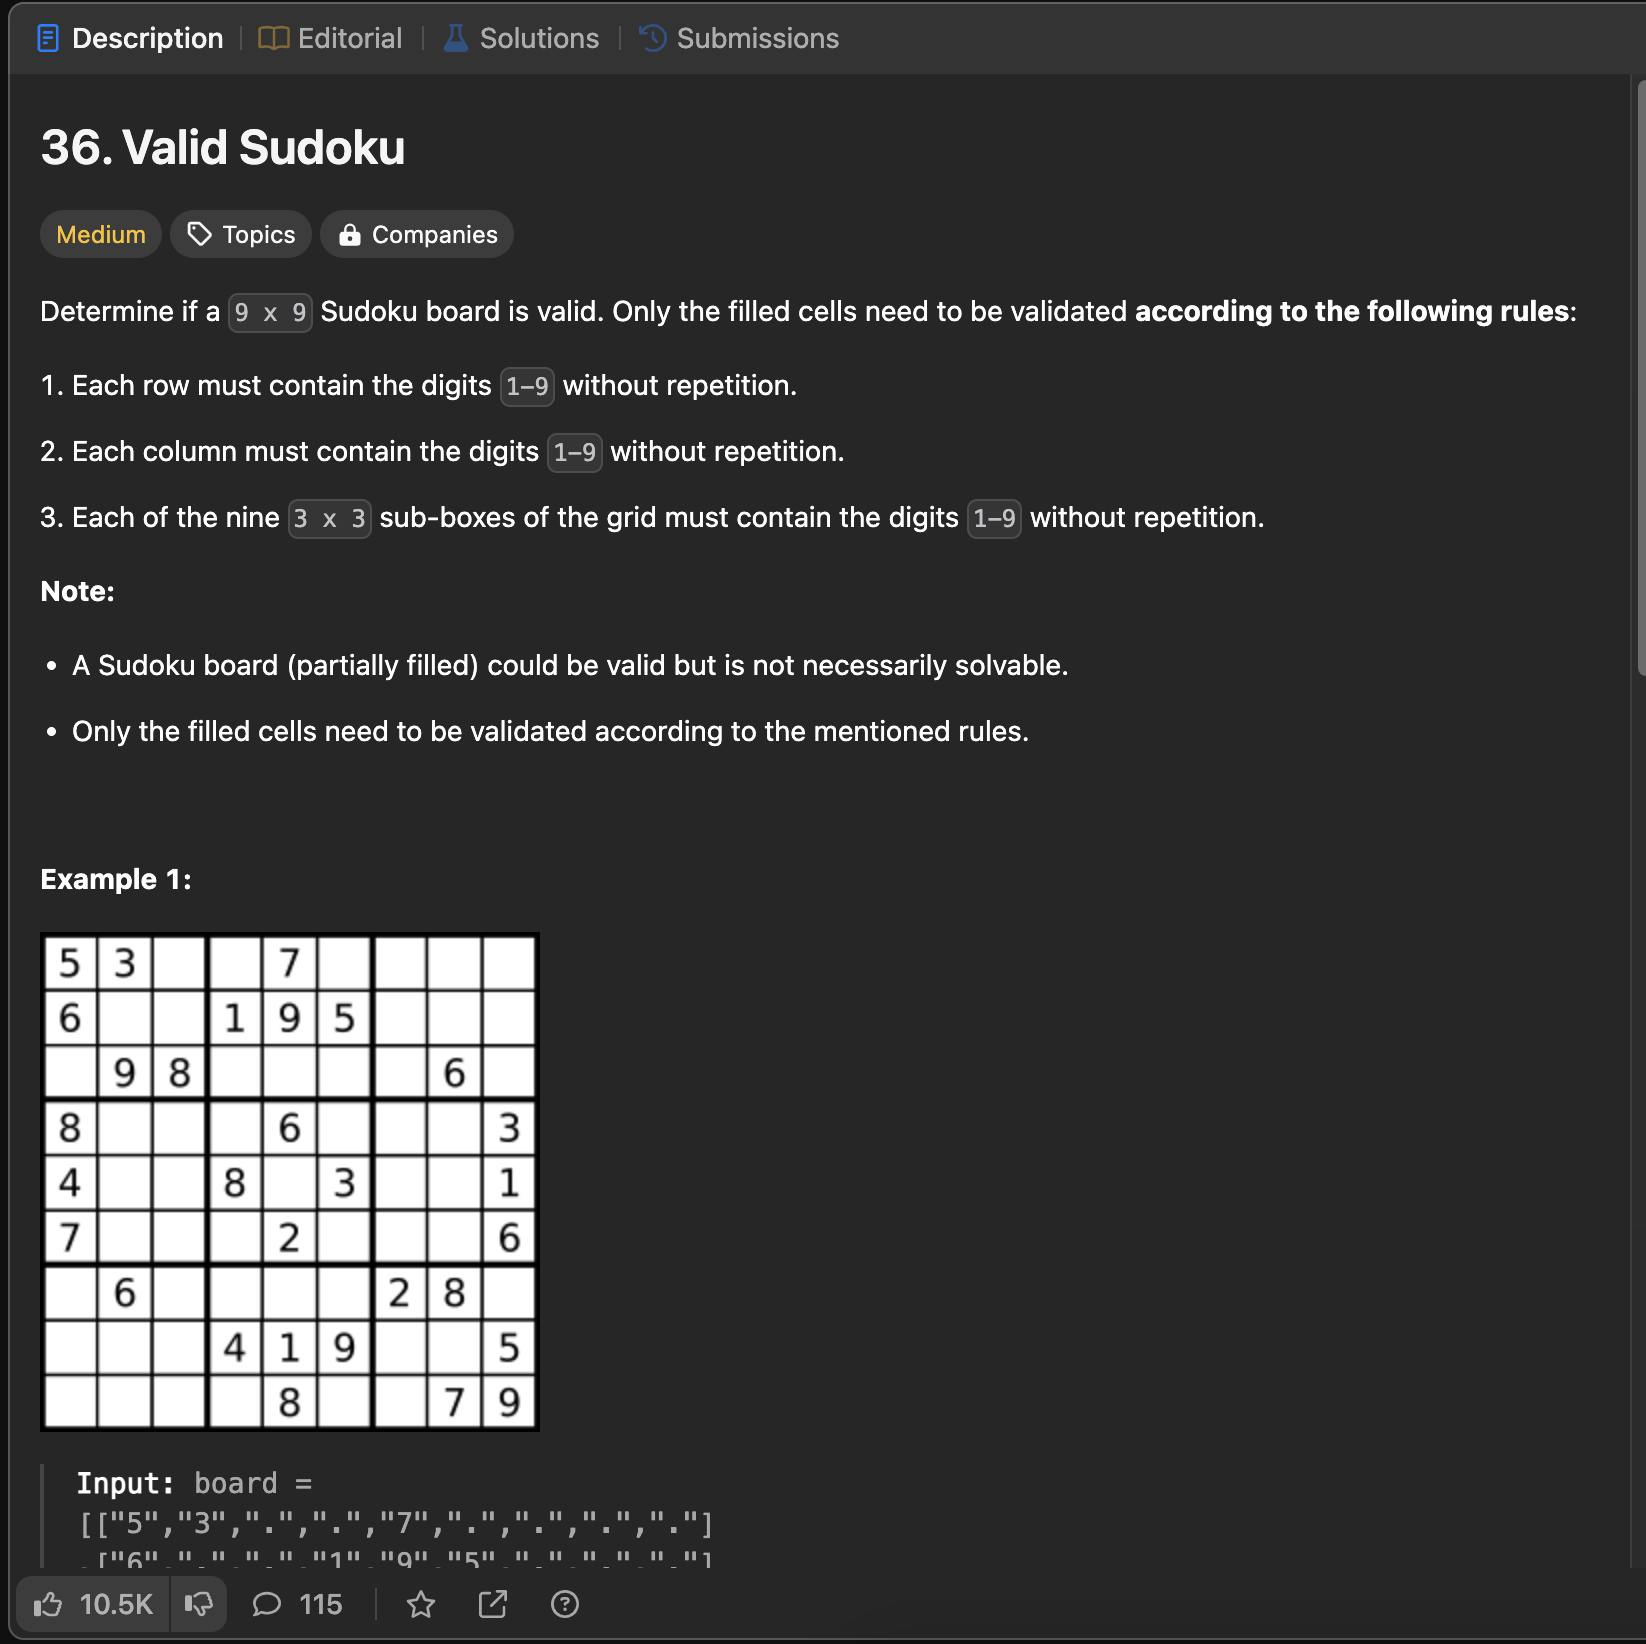 Description | Editorial | Solutions | Submissions
36. Valid Sudoku
Medium Topics Companies
Determine if a 9 x 9 Sudoku board is valid. Only the filled cells need to be validated according to the following rules:
1. Each row must contain the digits 1-9 without repetition.
2. Each column must contain the digits 1-9 without repetition.
3. Each of the nine 3 x 3 sub-boxes of the grid must contain the digits 1-9 without repetition.
Note:
• A Sudoku board (partially filled) could be valid but is not necessarily solvable.
• Only the filled cells need to be validated according to the mentioned rules.
Example 1:
5 3 7
6 1 9 5
9 8 6
8 6 3
4 8 3 1
7 2 6
6 2 8
4 1 9 5
8 7 9
Input: board =
[["5","3",".",".","7",".",".",".","."]
,["6",".",".","1","9","5",".",".","."]
10.5K 115